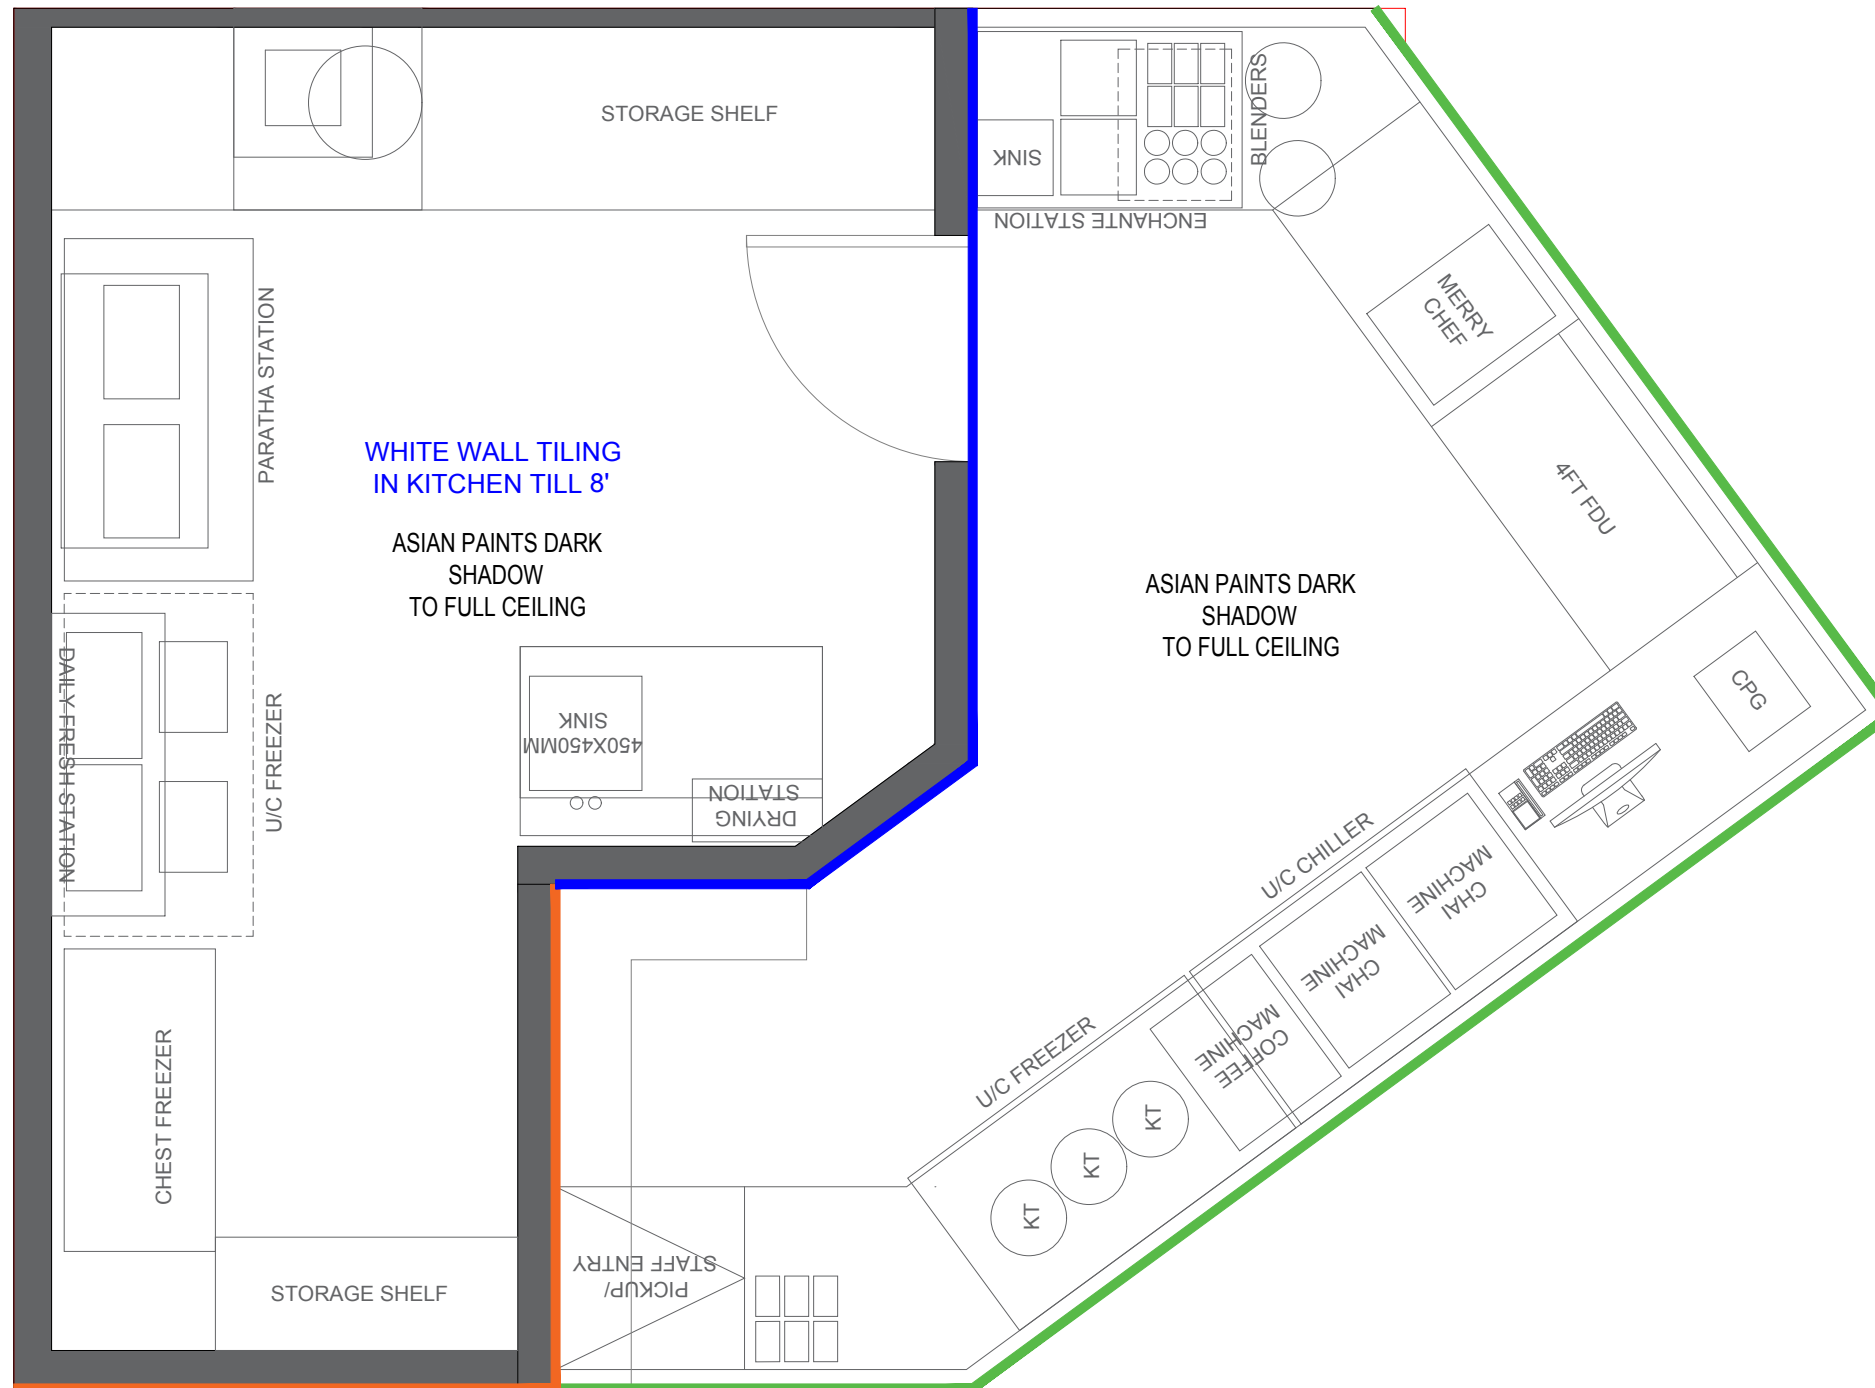 STORAGE SHELF
BLENDERS
SINK
ENCHANTE STATION
MERRY
CHEF
PARATHA STATION
WHITE WALL TILING
IN KITCHEN TILL 8'
ASIAN PAINTS DARK
SHADOW
TO FULL CEILING
4FT FDU
ASIAN PAINTS DARK
SHADOW
TO FULL CEILING
DAILY FRESH STATION
U/C FREEZER
SINK
450X450MM
DRYING
STATION
CPG
U/C CHILLER
CHAI
MACHINE
CHAI
MACHINE
COFFEE
MACHINE
U/C FREEZER
KT
KT
KT
CHEST FREEZER
STORAGE SHELF
PICKUP/
STAFF ENTRY